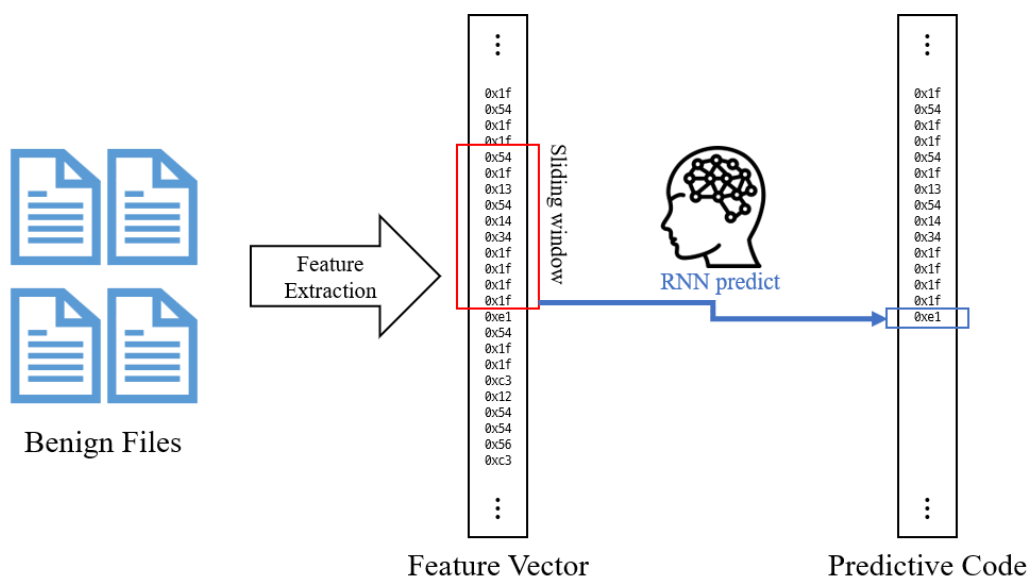 Benign Files
Feature
Extraction
⋮
0x1f
0x54
0x1f
0x1f
0x54
0x1f
0x13
0x54
0x14
0x34
0x1f
0x1f
0x1f
0x1f
0xe1
0x54
0x1f
0x1f
0xc3
0x12
0x54
0x54
0x56
0xc3
⋮
Feature Vector
Sliding window
RNN predict
⋮
0x1f
0x54
0x1f
0x1f
0x54
0x1f
0x13
0x54
0x14
0x34
0x1f
0x1f
0x1f
0x1f
0xe1
⋮
Predictive Code